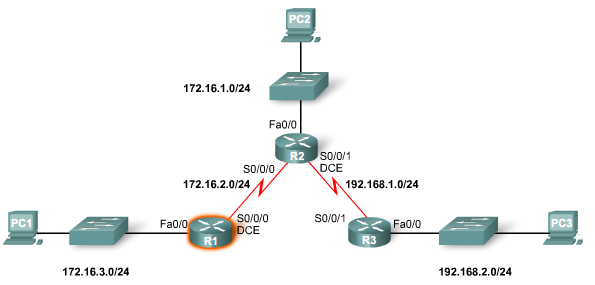 PC2
172.16.1.0/24
Fa0/0
R2
S0/0/1
DCE
S0/0/0
172.16.2.0/24
192.168.1.0/24
PC1
Fa0/0
S0/0/0
DCE
R1
S0/0/1
Fa0/0
R3
PC3
172.16.3.0/24
192.168.2.0/24